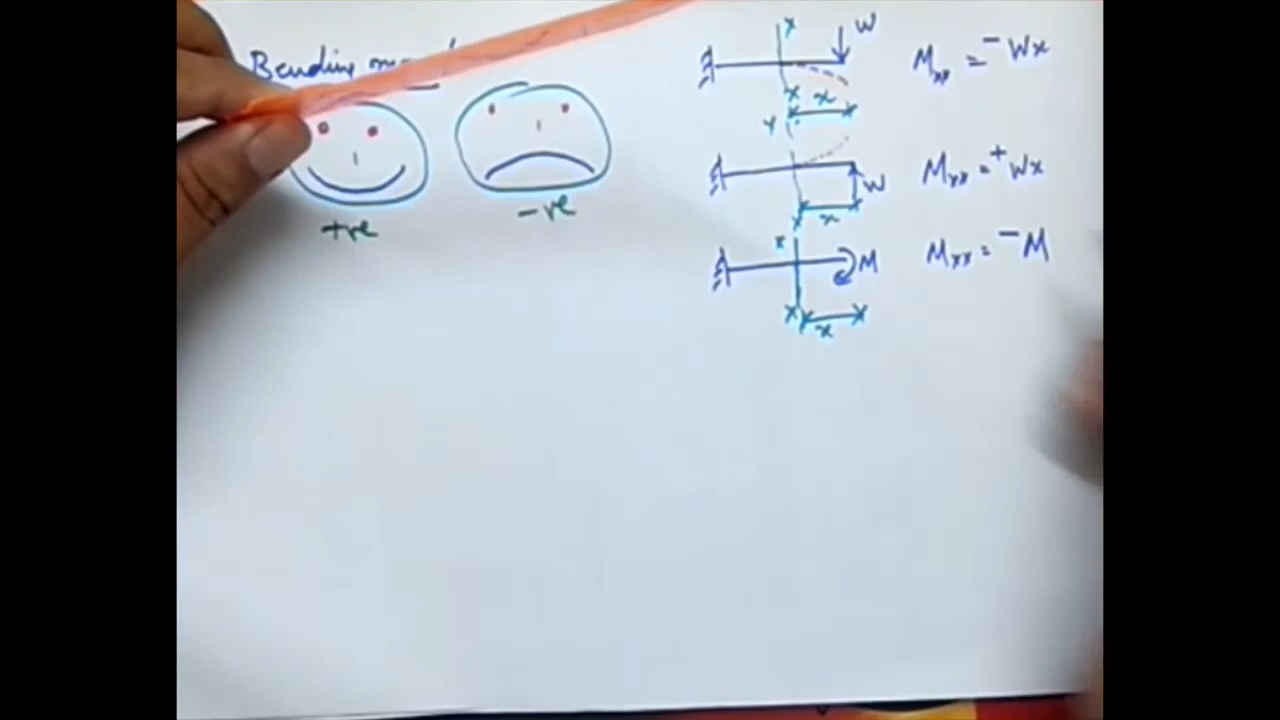 Bending
+ve
-ve
x
W
x
x
Mxx = -Wx
x
W
x
x
Mxx = +Wx
x
M
x
x
Mxx = -M